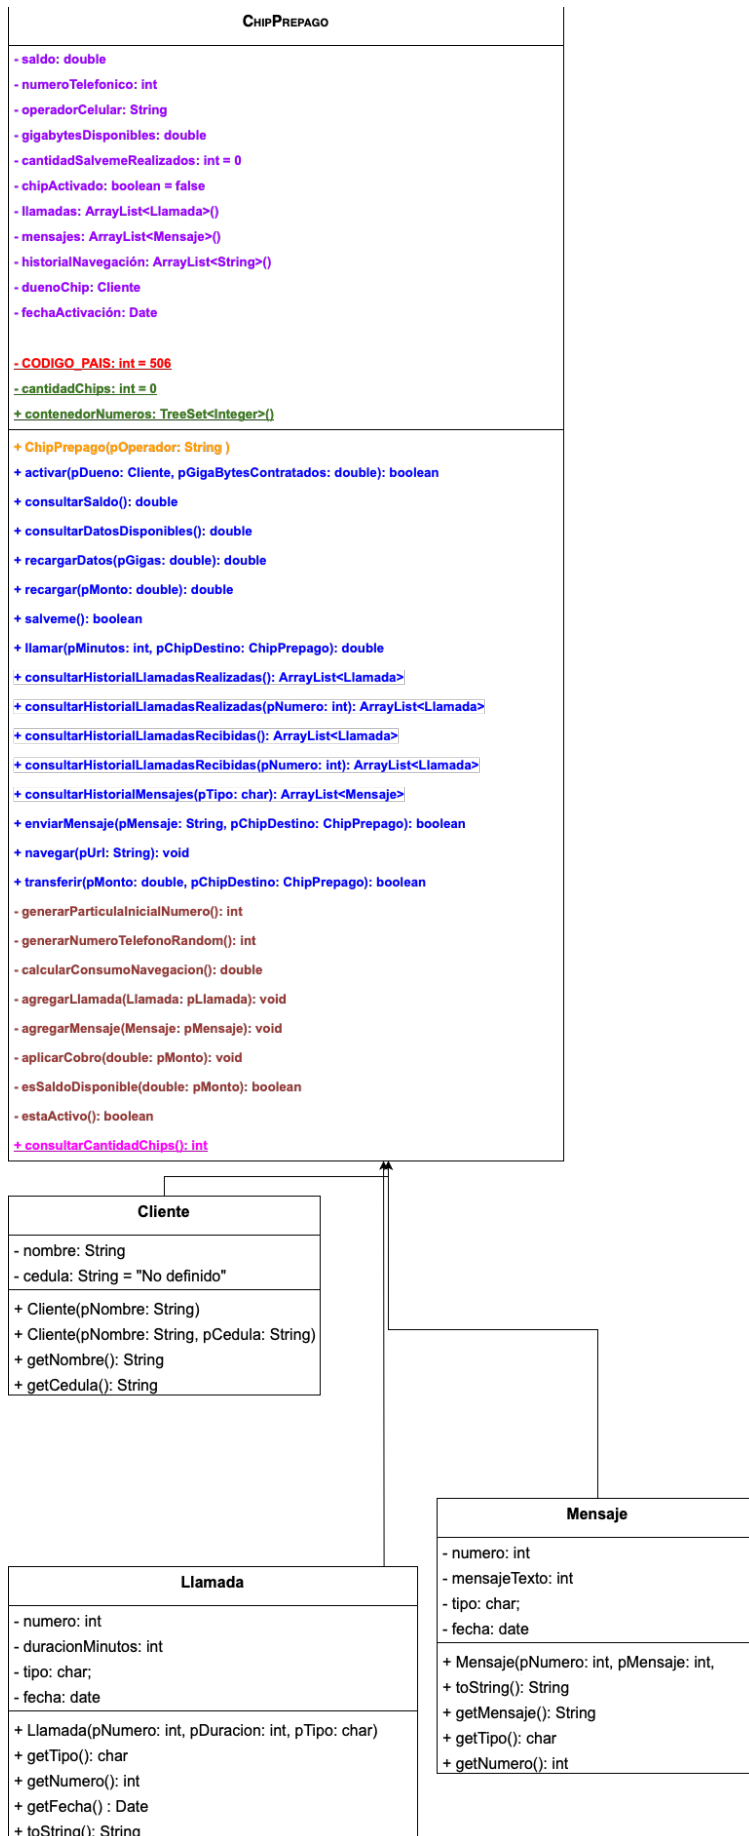 CHIPPREPAGO
- saldo: double
- numeroTelefonico: int
- operadorCelular: String
- gigabytesDisponibles: double
- cantidadSalvemeRealizados: int = 0
- chipActivado: boolean = false
- llamadas: ArrayList<Llamada>()
- mensajes: ArrayList<Mensaje>()
- historialNavegación: ArrayList<String>()
- duenoChip: Cliente
- fechaActivación: Date
- CODIGO_PAIS: int = 506
- cantidadChips: int = 0
+ contenedorNumeros: TreeSet<Integer>()
+ ChipPrepago(pOperador: String )
+ activar(pDueno: Cliente, pGigaBytesContratados: double): boolean
+ consultarSaldo(): double
+ consultarDatosDisponibles(): double
+ recargarDatos(pGigas: double): double
+ recargar(pMonto: double): double
+ salveme(): boolean
+ llamar(pMinutos: int, pChipDestino: ChipPrepago): double
+ consultarHistorialLlamadasRealizadas(): ArrayList<Llamada>
+ consultarHistorialLlamadasRealizadas(pNumero: int): ArrayList<Llamada>
+ consultarHistorialLlamadasRecibidas(): ArrayList<Llamada>
+ consultarHistorialLlamadasRecibidas(pNumero: int): ArrayList<Llamada>
+ consultarHistorialMensajes(pTipo: char): ArrayList<Mensaje>
+ enviarMensaje(pMensaje: String, pChipDestino: ChipPrepago): boolean
+ navegar(pUrl: String): void
+ transferir(pMonto: double, pChipDestino: ChipPrepago): boolean
- generarParticulaInicialNumero(): int
- generarNumeroTelefonoRandom(): int
- calcularConsumoNavegacion(): double
- agregarLlamada(Llamada: pLlamada): void
- agregarMensaje(Mensaje: pMensaje): void
- aplicarCobro(double: pMonto): void
- esSaldoDisponible(double: pMonto): boolean
- estaActivo(): boolean
+ consultarCantidadChips(): int
Cliente
- nombre: String
- cedula: String = "No definido"
+ Cliente(pNombre: String)
+ Cliente(pNombre: String, pCedula: String)
+ getNombre(): String
+ getCedula(): String
Mensaje
- numero: int
- mensajeTexto: int
- tipo: char;
- fecha: date
+ Mensaje(pNumero: int, pMensaje: int,
+ toString(): String
+ getMensaje(): String
+ getTipo(): char
+ getNumero(): int
Llamada
- numero: int
- duracionMinutos: int
- tipo: char;
- fecha: date
+ Llamada(pNumero: int, pDuracion: int, pTipo: char)
+ getTipo(): char
+ getNumero(): int
+ getFecha() : Date
+ toString(): String